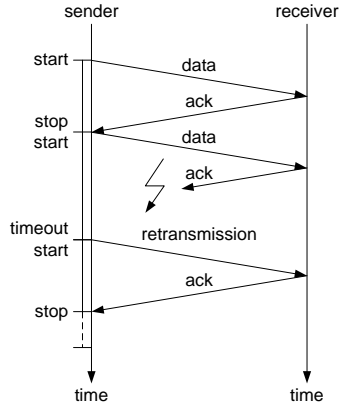 sender
receiver
start
data
ack
stop
start
data
ack
timeout
start
retransmission
ack
stop
time
time